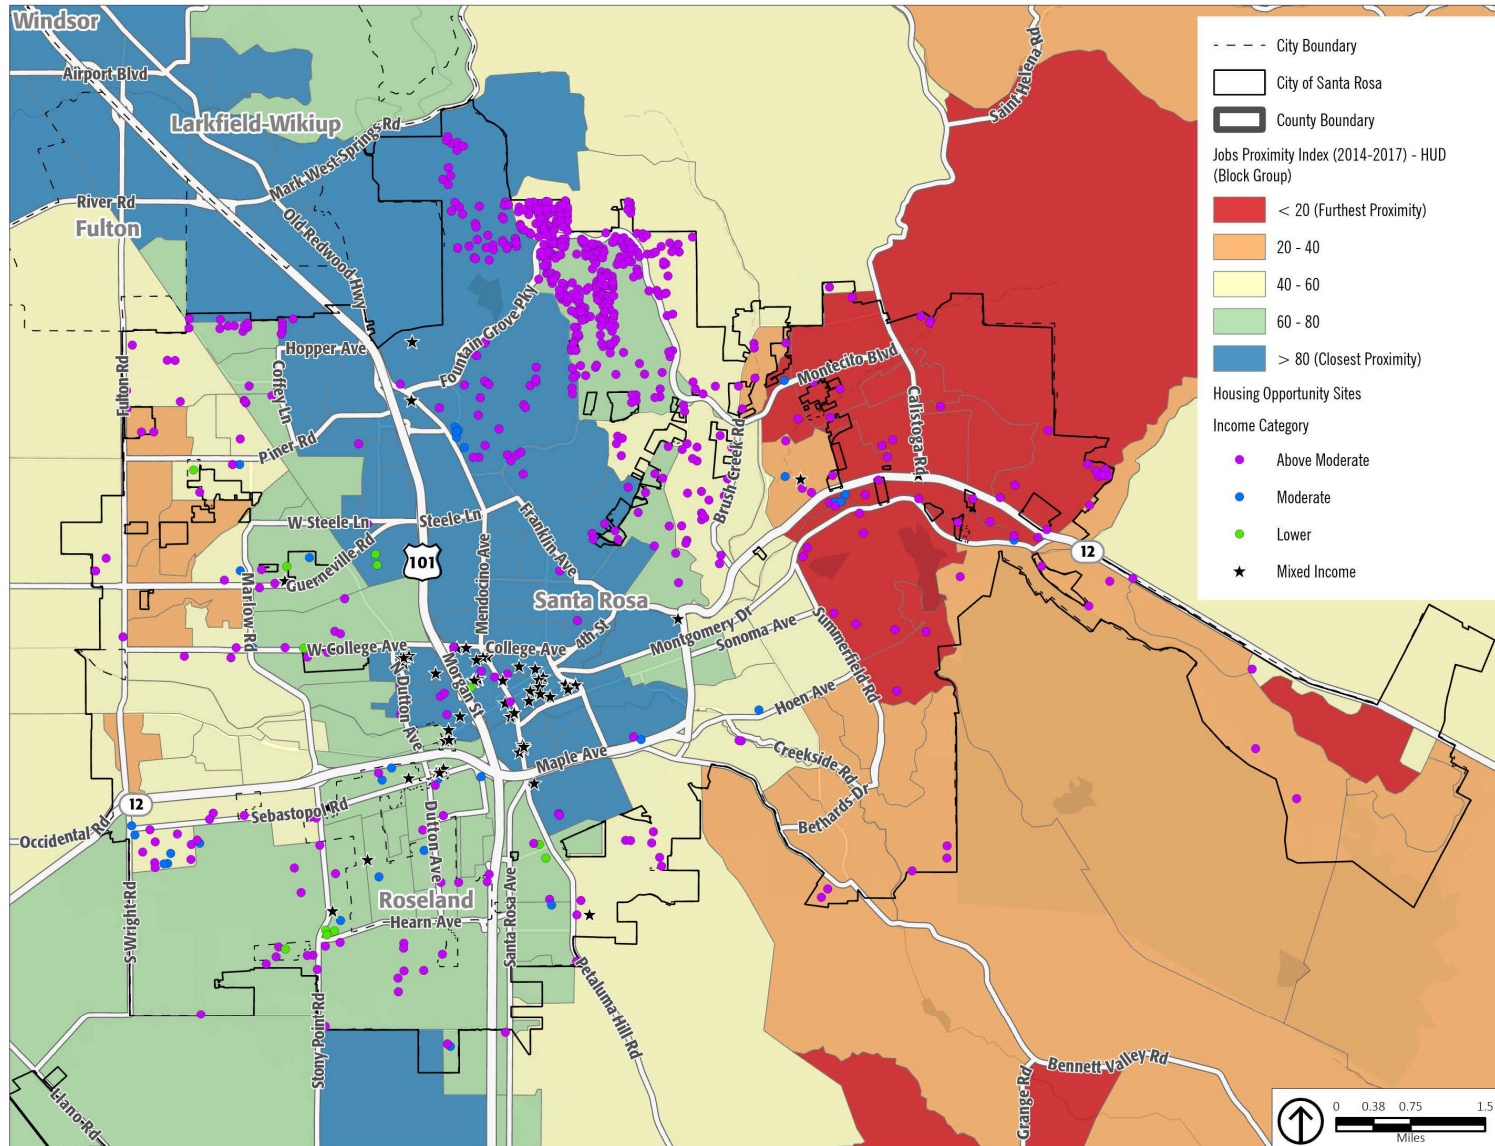 Windsor
Airport Blvd
Larkfield-Wikiup
Mark West Springs Rd
River Rd
Fulton
Old Redwood Hwy
Saint Helena Rd
Fountain Grove Pky
Hopper Ave
Coffey Ln
Fulton Rd
Piner Rd
Montecito Blvd
Calistoga Rd
Brush Creek Rd
W Steele Ln
Steele Ln
Franklin Ave
Guerneville Rd
101
Mendocino Ave
Marlow Rd
Santa Rosa
12
W College Ave
College Ave
4th St
Montgomery Dr
Sonoma Ave
Summerfield Rd
N Dutton Ave
Morgan St
Hoen Ave
Maple Ave
Creekside Rd
Bethards Dr
12
Occidental Rd
Sebastopol Rd
Dutton Ave
S Wright Rd
Roseland
Hearn Ave
Santa Rosa Ave
Stony Point Rd
Petaluma Hill Rd
Llano Rd
Grange Rd
Bennett Valley Rd
City Boundary
City of Santa Rosa
County Boundary
Jobs Proximity Index (2014-2017) - HUD
(Block Group)
< 20 (Furthest Proximity)
20 - 40
40 - 60
60 - 80
> 80 (Closest Proximity)
Housing Opportunity Sites
Income Category
Above Moderate
Moderate
Lower
Mixed Income
0 0.38 0.75 1.5
Miles